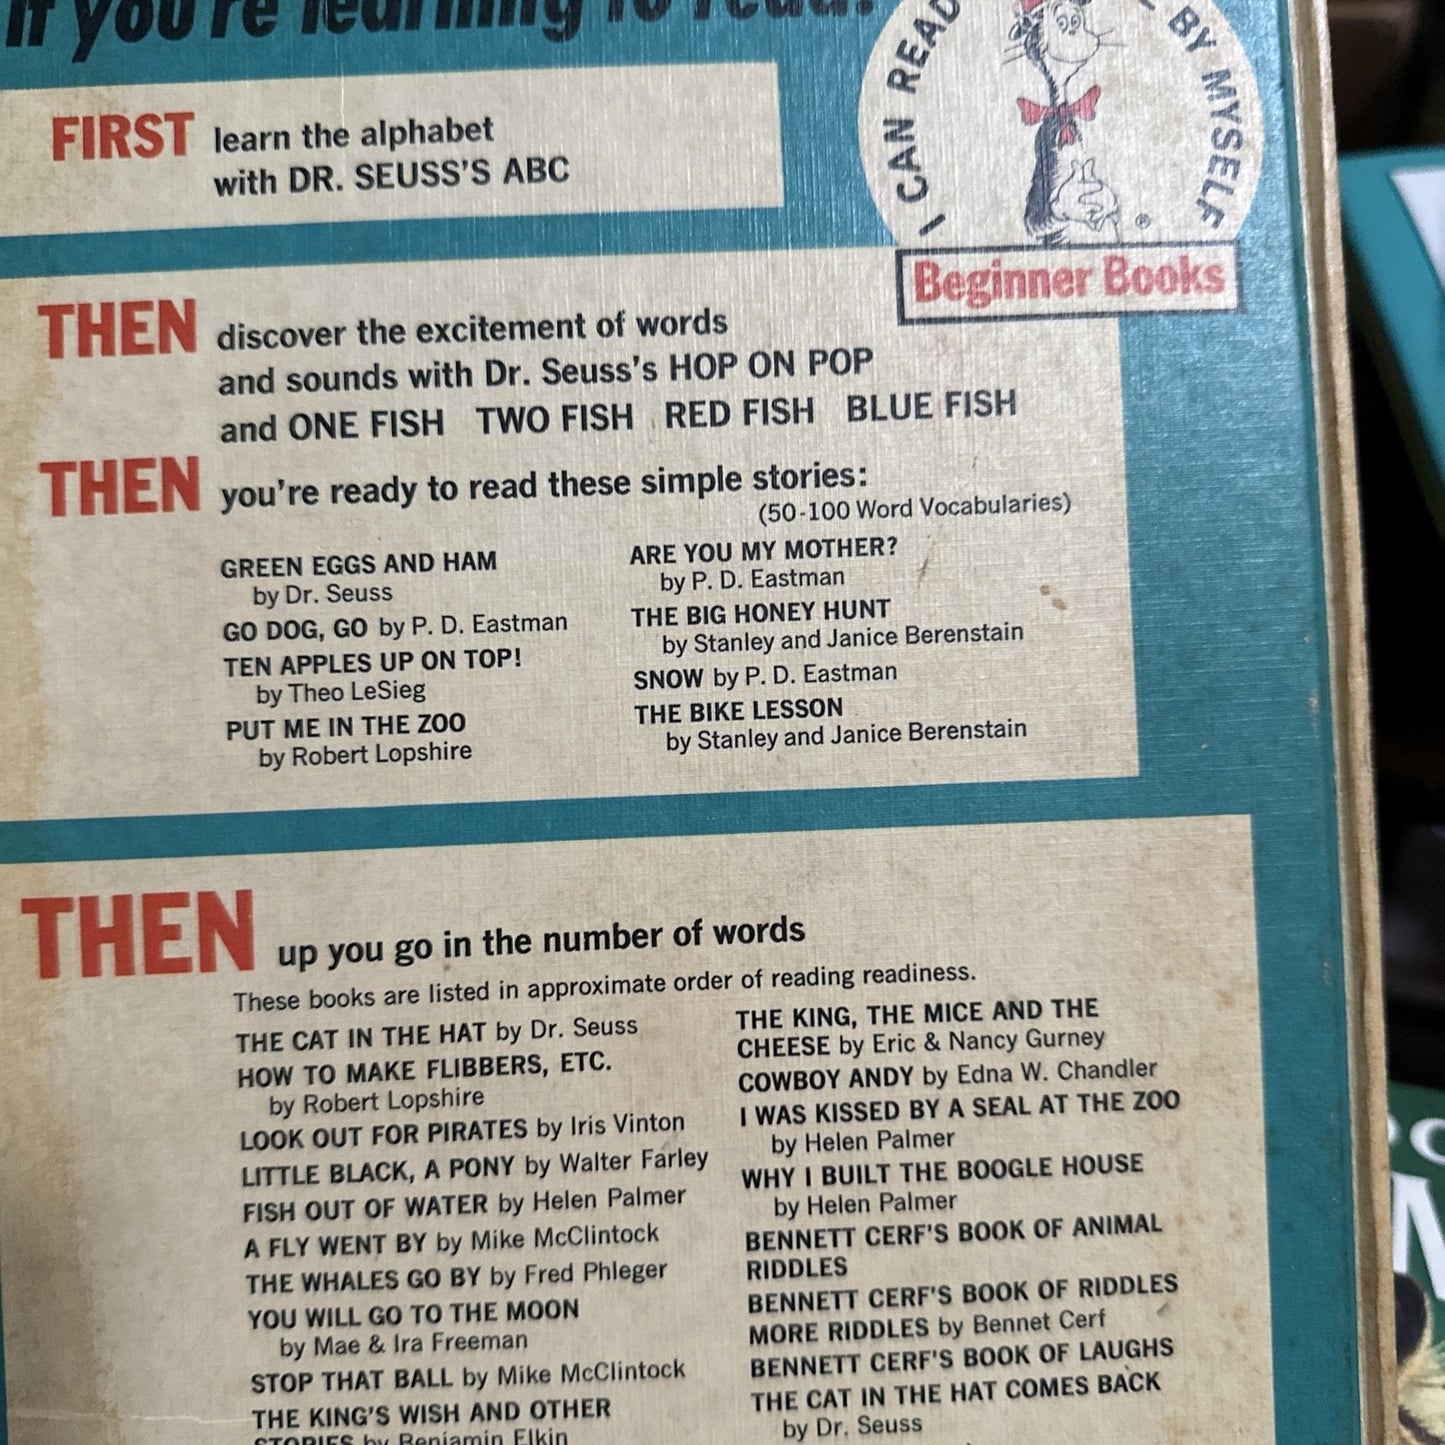 if you're learning to read!
I CAN READ BY MYSELF
®
Beginner Books
FIRST learn the alphabet
with DR. SEUSS'S ABC
THEN discover the excitement of words
and sounds with Dr. Seuss's HOP ON POP
and ONE FISH TWO FISH RED FISH BLUE FISH
THEN you're ready to read these simple stories:
(50-100 Word Vocabularies)
GREEN EGGS AND HAM
by Dr. Seuss
GO DOG, GO by P. D. Eastman
TEN APPLES UP ON TOP!
by Theo LeSieg
PUT ME IN THE ZOO
by Robert Lopshire
ARE YOU MY MOTHER?
by P. D. Eastman
THE BIG HONEY HUNT
by Stanley and Janice Berenstain
SNOW by P. D. Eastman
THE BIKE LESSON
by Stanley and Janice Berenstain
THEN up you go in the number of words
These books are listed in approximate order of reading readiness.
THE CAT IN THE HAT by Dr. Seuss
HOW TO MAKE FLIBBERS, ETC.
by Robert Lopshire
LOOK OUT FOR PIRATES by Iris Vinton
LITTLE BLACK, A PONY by Walter Farley
FISH OUT OF WATER by Helen Palmer
A FLY WENT BY by Mike McClintock
THE WHALES GO BY by Fred Phleger
YOU WILL GO TO THE MOON
by Mae & Ira Freeman
STOP THAT BALL by Mike McClintock
THE KING'S WISH AND OTHER
STORIES by Benjamin Elkin
THE KING, THE MICE AND THE
CHEESE by Eric & Nancy Gurney
COWBOY ANDY by Edna W. Chandler
I WAS KISSED BY A SEAL AT THE ZOO
by Helen Palmer
WHY I BUILT THE BOOGLE HOUSE
by Helen Palmer
BENNETT CERF'S BOOK OF ANIMAL
RIDDLES
BENNETT CERF'S BOOK OF RIDDLES
MORE RIDDLES by Bennet Cerf
BENNETT CERF'S BOOK OF LAUGHS
THE CAT IN THE HAT COMES BACK
by Dr. Seuss